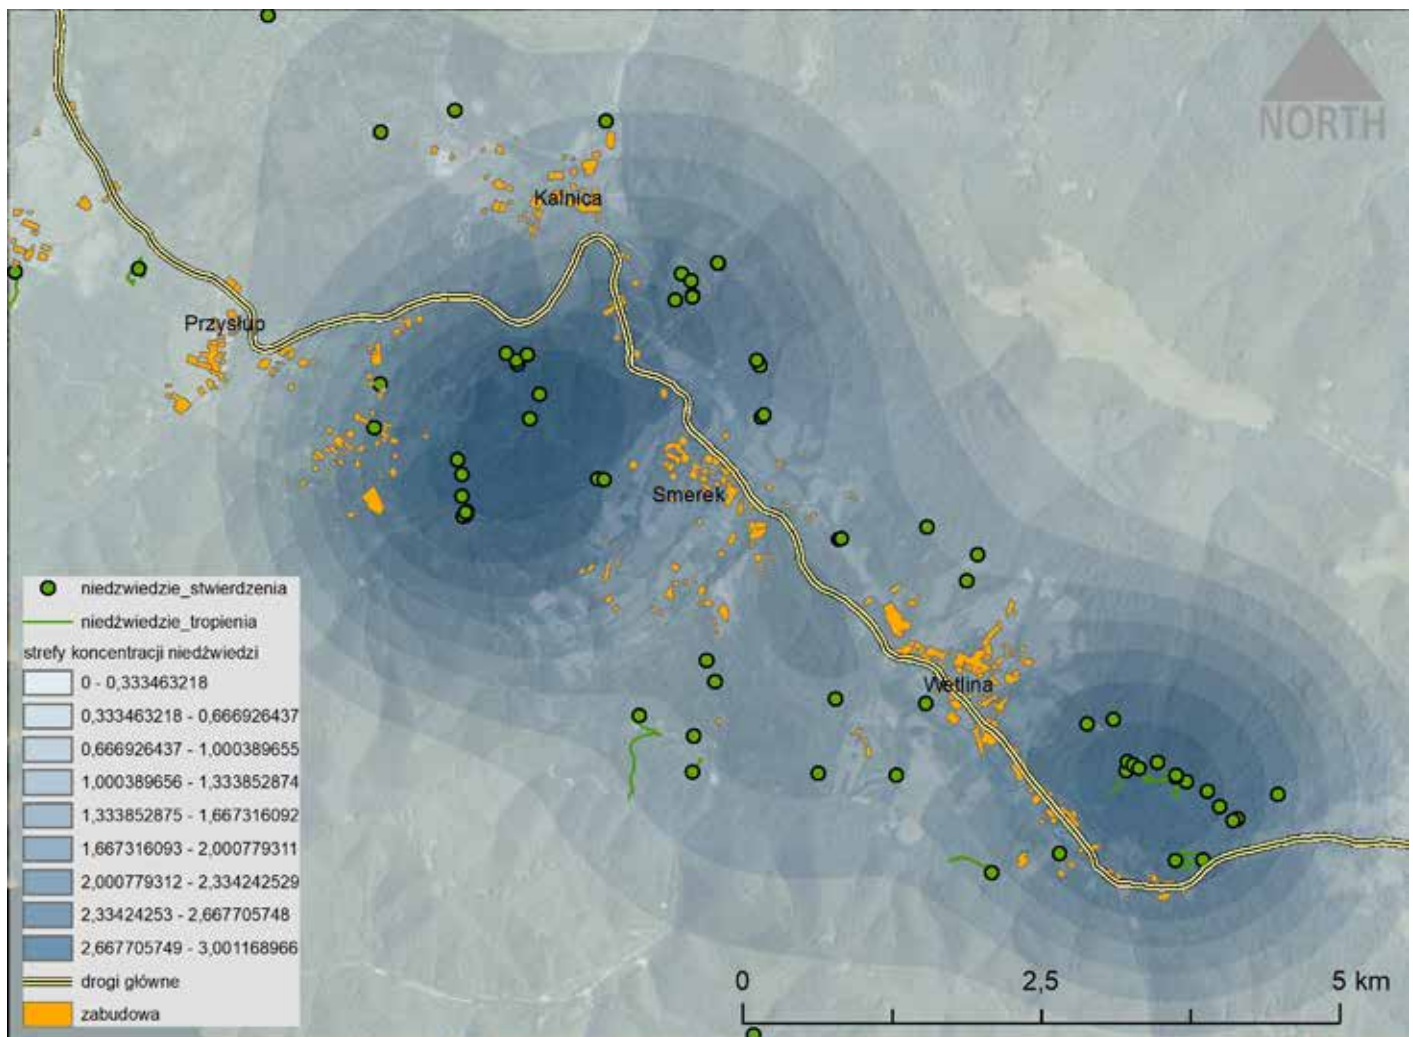 NORTH
Kalnica
Przysłup
Smerek
Wetlina
niedzwiedzie_stwierdzenia
niedźwiedzie_tropienia
strefy koncentracji niedźwiedzi
0 - 0,333463218
0,333463218 - 0,666926437
0,666926437 - 1,000389655
1,000389656 - 1,333852874
1,333852875 - 1,667316092
1,667316093 - 2,000779311
2,000779312 - 2,334242529
2,33424253 - 2,667705748
2,667705749 - 3,001168966
drogi główne
zabudowa
0 2,5 5 km